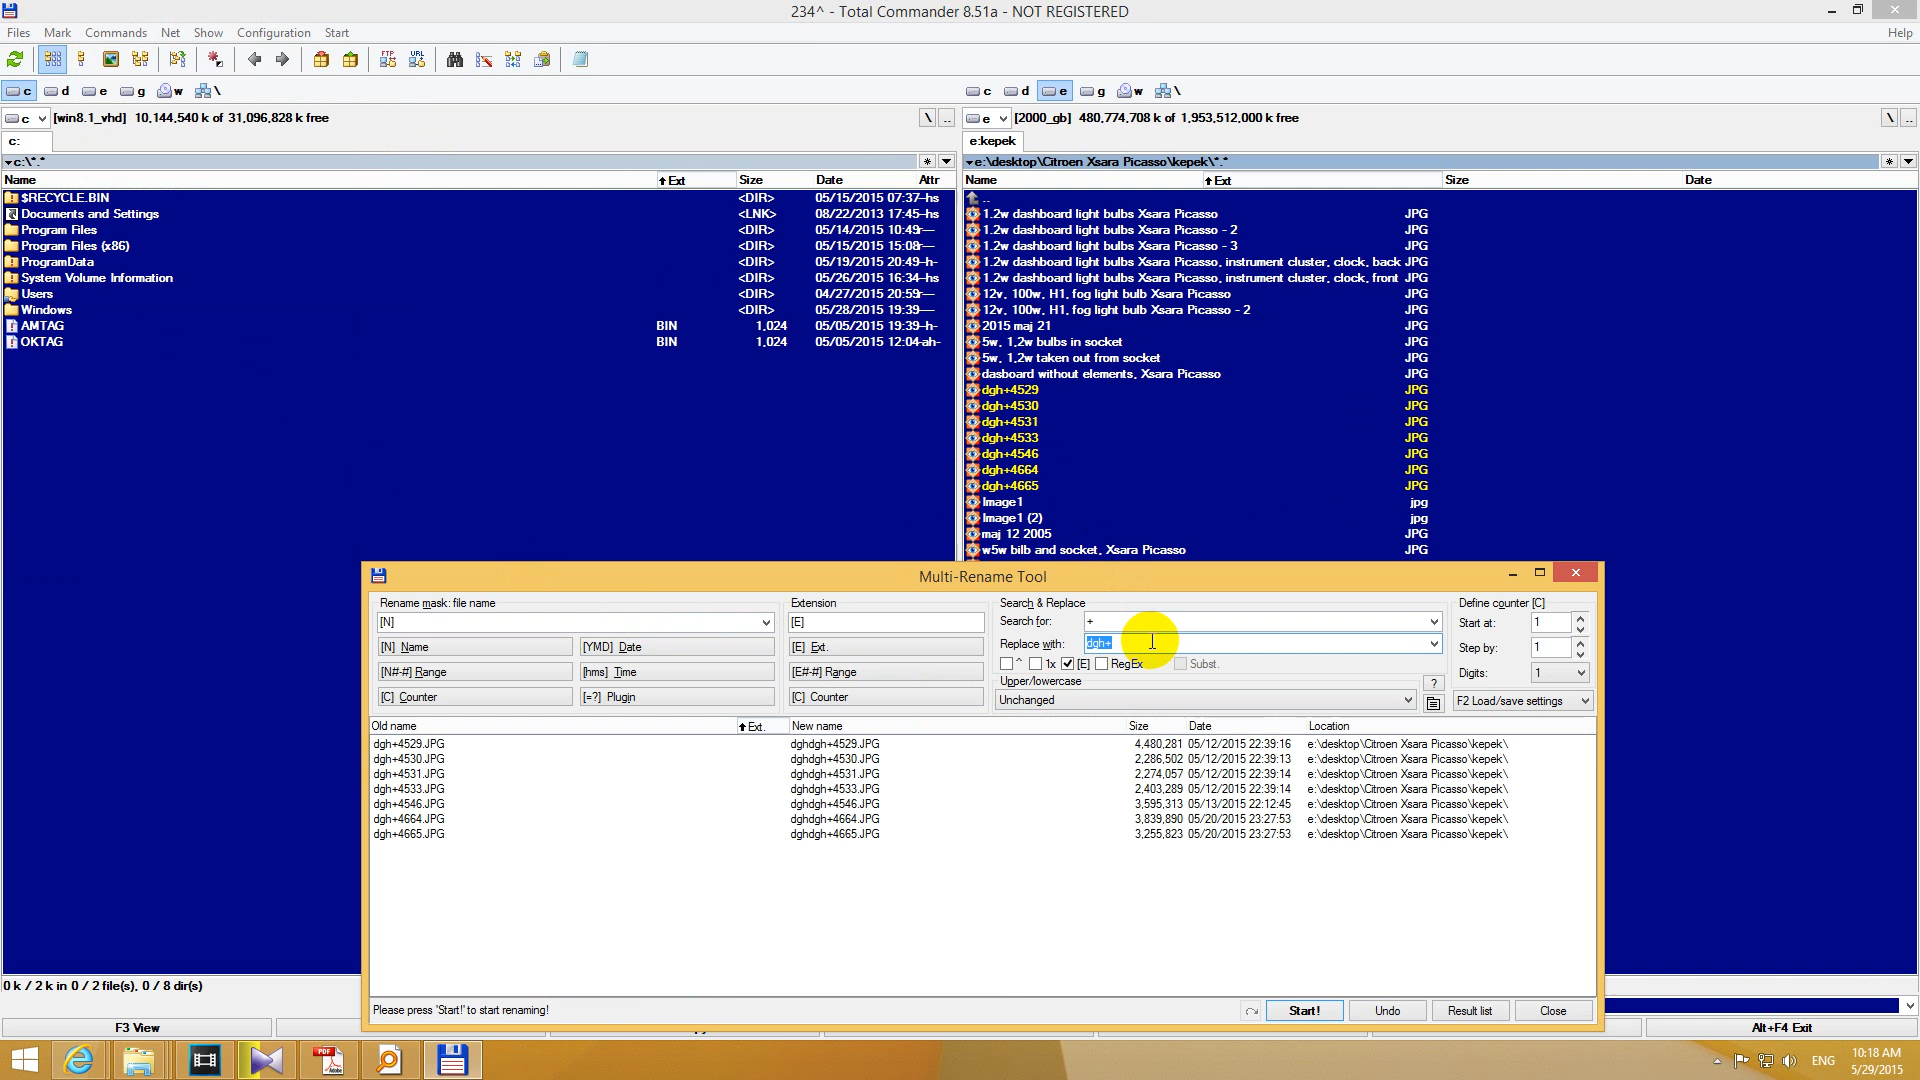 234^ - Total Commander 8.51a - NOT REGISTERED
Files Mark Commands Net Show Configuration Start Help
FTP URL
c d e g w \
c d e g w \
c [win8.1_vhd] 10,144,540 k of 31,096,828 k free \ ..
e [2000_gb] 480,774,708 k of 1,953,512,000 k free \ ..
c:
e:kepek
c:\*.* *
e:\desktop\Citroen Xsara Picasso\kepek\*.* *
Name Ext Size Date Attr
$RECYCLE.BIN <DIR> 05/15/2015 07:37 -hs
Documents and Settings <LNK> 08/22/2013 17:45 -hs
Program Files <DIR> 05/14/2015 10:49 r—
Program Files (x86) <DIR> 05/15/2015 15:08 r—
ProgramData <DIR> 05/19/2015 20:49 -h-
System Volume Information <DIR> 05/26/2015 16:34 -hs
Users <DIR> 04/27/2015 20:59 r—
Windows <DIR> 05/28/2015 19:39 —
AMTAG BIN 1,024 05/05/2015 19:39 -h-
OKTAG BIN 1,024 05/05/2015 12:04 -ah-
Name Ext Size Date
..
1.2w dashboard light bulbs Xsara Picasso JPG
1.2w dashboard light bulbs Xsara Picasso - 2 JPG
1.2w dashboard light bulbs Xsara Picasso - 3 JPG
1.2w dashboard light bulbs Xsara Picasso, instrument cluster, clock, back JPG
1.2w dashboard light bulbs Xsara Picasso, instrument cluster, clock, front JPG
12v, 100w, H1, fog light bulb Xsara Picasso JPG
12v, 100w, H1, fog light bulb Xsara Picasso - 2 JPG
2015 maj 21 JPG
5w, 1,2w bulbs in socket JPG
5w, 1,2w taken out from socket JPG
dasboard without elements, Xsara Picasso JPG
dgh+4529 JPG
dgh+4530 JPG
dgh+4531 JPG
dgh+4533 JPG
dgh+4546 JPG
dgh+4664 JPG
dgh+4665 JPG
Image1 jpg
Image1 (2) jpg
maj 12 2005 JPG
w5w bilb and socket, Xsara Picasso JPG
Multi-Rename Tool
Rename mask: file name Extension Search & Replace Define counter [C]
[N] [E] Search for: + Start at: 1
[N] Name [YMD] Date [E] Ext. Replace with: dgh+ Step by: 1
[N#-#] Range [hms] Time [E#-#] Range ^ 1x [E] RegEx Subst. Digits: 1
Upper/lowercase ?
[C] Counter [=?] Plugin [C] Counter Unchanged F2 Load/save settings
Old name Ext. New name Size Date Location
dgh+4529.JPG dghdgh+4529.JPG 4,480,281 05/12/2015 22:39:16 e:\desktop\Citroen Xsara Picasso\kepek\
dgh+4530.JPG dghdgh+4530.JPG 2,286,502 05/12/2015 22:39:13 e:\desktop\Citroen Xsara Picasso\kepek\
dgh+4531.JPG dghdgh+4531.JPG 2,274,057 05/12/2015 22:39:14 e:\desktop\Citroen Xsara Picasso\kepek\
dgh+4533.JPG dghdgh+4533.JPG 2,403,289 05/12/2015 22:39:14 e:\desktop\Citroen Xsara Picasso\kepek\
dgh+4546.JPG dghdgh+4546.JPG 3,595,313 05/13/2015 22:12:45 e:\desktop\Citroen Xsara Picasso\kepek\
dgh+4664.JPG dghdgh+4664.JPG 3,839,890 05/20/2015 23:27:53 e:\desktop\Citroen Xsara Picasso\kepek\
dgh+4665.JPG dghdgh+4665.JPG 3,255,823 05/20/2015 23:27:53 e:\desktop\Citroen Xsara Picasso\kepek\
0 k / 2 k in 0 / 2 file(s), 0 / 8 dir(s)
Please press 'Start!' to start renaming! Start! Undo Result list Close
F3 View Alt+F4 Exit
PDF Adobe
ENG
10:18 AM
5/29/2015